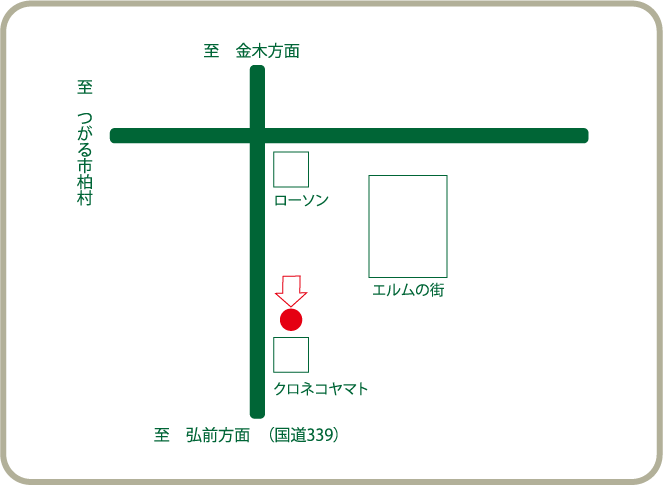 至　金木方面
至　つがる市柏村
ローソン
エルムの街
クロネコヤマト
至　弘前方面　（国道339）